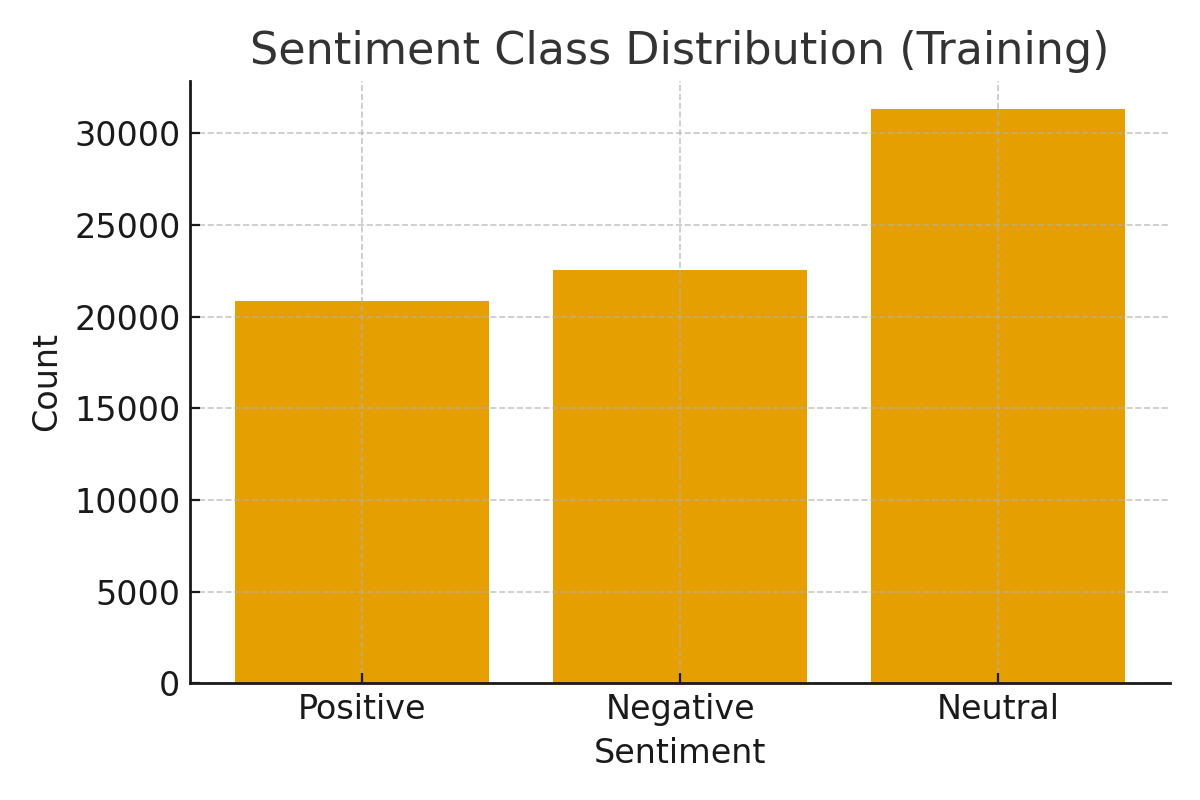 Sentiment Class Distribution (Training)
Count
30000
25000
20000
15000
10000
5000
0
Positive
Negative
Neutral
Sentiment